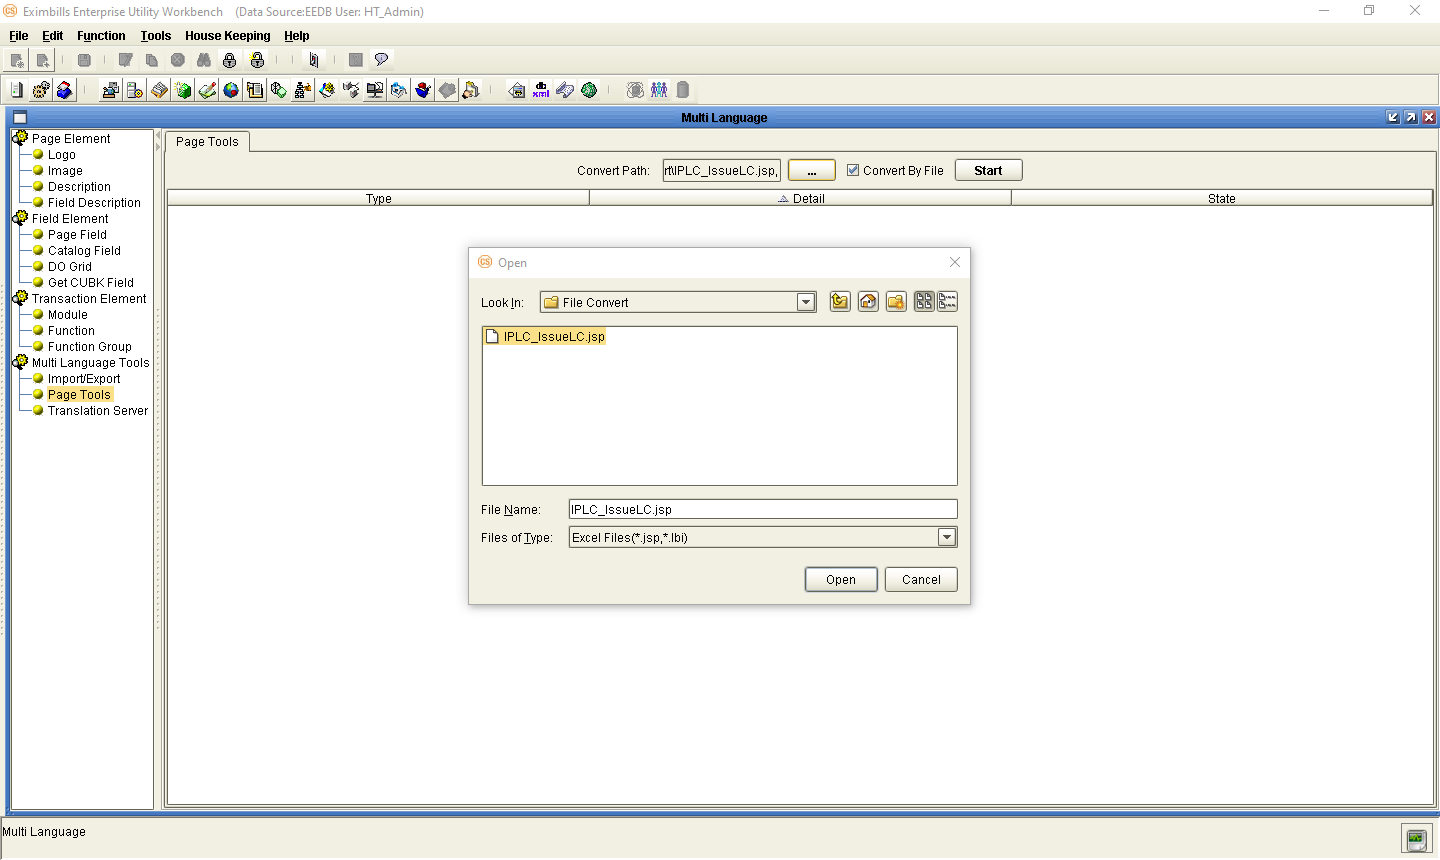 Eximbills Enterprise Utility Workbench (Data Source:EEDB User: HT_Admin)
File Edit Function Tools House Keeping Help
Multi Language
Page Element
Logo
Image
Description
Field Description
Field Element
Page Field
Catalog Field
DO Grid
Get CUBK Field
Transaction Element
Module
Function
Function Group
Multi Language Tools
Import/Export
Page Tools
Translation Server
Page Tools
Convert Path: rt\IPLC_IssueLC.jsp, ... Convert By File Start
Type Detail State
CS Open
Look In: File Convert
IPLC_IssueLC.jsp
File Name: IPLC_IssueLC.jsp
Files of Type: Excel Files(*.jsp,*.lbi)
Open Cancel
Multi Language